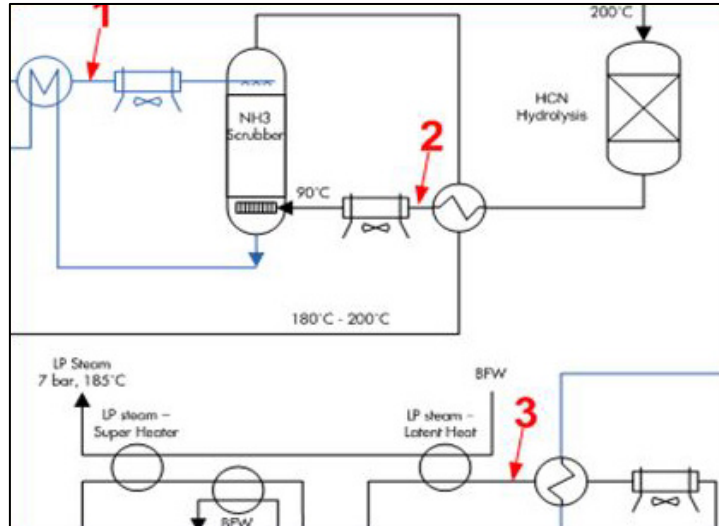 1
200°C
NH3
Scrubber
HCN
Hydrolysis
2
90°C
180°C - 200°C
LP Steam
7 bar, 185°C
BFW
LP steam –
Super Heater
LP steam –
Latent Heat
3
BFW